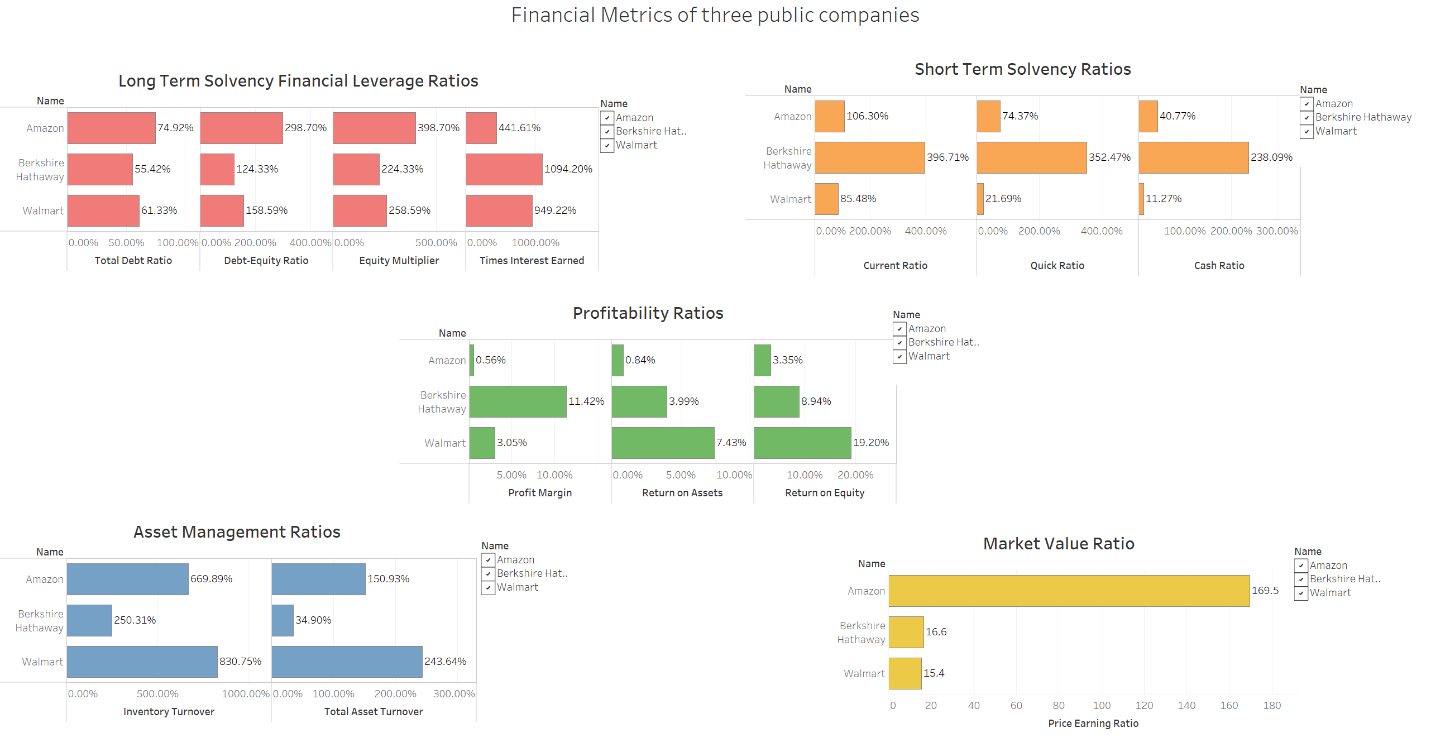 Financial Metrics of three public companies
Long Term Solvency Financial Leverage Ratios
Name
Amazon 74.92% 298.70% 398.70% 441.61%
Berkshire
Hathaway 55.42% 124.33% 224.33% 1094.20%
Walmart 61.33% 158.59% 258.59% 949.22%
0.00% 50.00% 100.00% 0.00% 200.00% 400.00% 0.00% 500.00% 0.00% 1000.00%
Total Debt Ratio Debt-Equity Ratio Equity Multiplier Times Interest Earned
Name
Amazon
Berkshire Hat..
Walmart
Short Term Solvency Ratios
Name
Amazon 106.30% 74.37% 40.77%
Berkshire
Hathaway 396.71% 352.47% 238.09%
Walmart 85.48% 21.69% 11.27%
0.00% 200.00% 400.00% 0.00% 200.00% 400.00% 100.00% 200.00% 300.00%
Current Ratio Quick Ratio Cash Ratio
Name
Amazon
Berkshire Hathaway
Walmart
Profitability Ratios
Name
Amazon 0.56% 0.84% 3.35%
Berkshire
Hathaway 11.42% 3.99% 8.94%
Walmart 3.05% 7.43% 19.20%
5.00% 10.00% 0.00% 5.00% 10.00% 10.00% 20.00%
Profit Margin Return on Assets Return on Equity
Name
Amazon
Berkshire Hat..
Walmart
Asset Management Ratios
Name
Amazon 669.89% 150.93%
Berkshire
Hathaway 250.31% 34.90%
Walmart 830.75% 243.64%
0.00% 500.00% 1000.00% 0.00% 100.00% 200.00% 300.00%
Inventory Turnover Total Asset Turnover
Name
Amazon
Berkshire Hat..
Walmart
Market Value Ratio
Name
Amazon 169.5
Berkshire
Hathaway 16.6
Walmart 15.4
0 20 40 60 80 100 120 140 160 180
Price Earning Ratio
Name
Amazon
Berkshire Hat..
Walmart